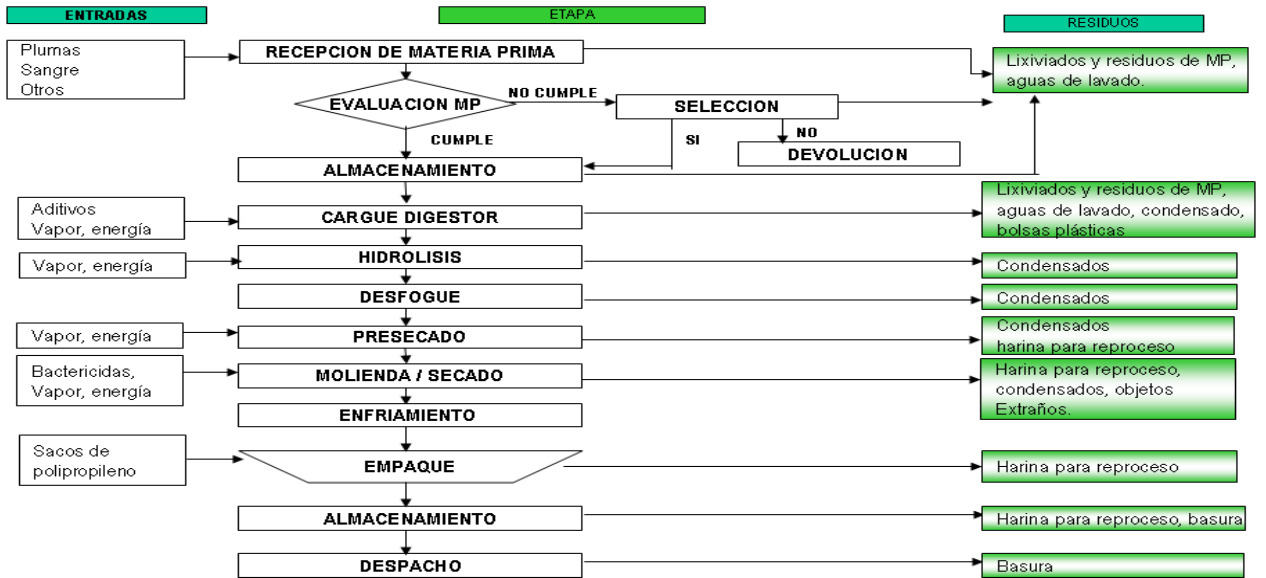 ENTRADAS
ETAPA
RESIDUOS
Plumas
Sangre
Otros
RECEPCION DE MATERIA PRIMA
Lixiviados y residuos de MP,
aguas de lavado.
EVALUACION MP
NO CUMPLE
SELECCION
CUMPLE
SI
NO
DEVOLUCION
ALMACENAMIENTO
Aditivos
Vapor, energía
CARGUE DIGESTOR
Lixiviados y residuos de MP,
aguas de lavado, condensado,
bolsas plásticas
Vapor, energía
HIDROLISIS
Condensados
DESFOGUE
Condensados
Vapor, energía
PRESECADO
Condensados
harina para reproceso
Bactericidas,
Vapor, energía
MOLIENDA / SECADO
Harina para reproceso,
condensados, objetos
Extraños.
ENFRIAMIENTO
Sacos de
polipropileno
EMPAQUE
Harina para reproceso
ALMACENAMIENTO
Harina para reproceso, basura
DESPACHO
Basura